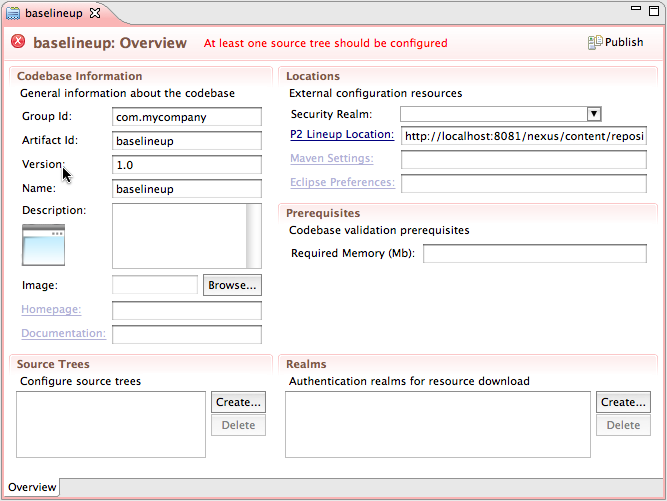 baselineup
baselineup: Overview At least one source tree should be configured Publish
Codebase Information
General information about the codebase
Group Id: com.mycompany
Artifact Id: baselineup
Version: 1.0
Name: baselineup
Description:
Image: Browse...
Homepage:
Documentation:
Locations
External configuration resources
Security Realm:
P2 Lineup Location: http://localhost:8081/nexus/content/reposi
Maven Settings:
Eclipse Preferences:
Prerequisites
Codebase validation prerequisites
Required Memory (Mb):
Source Trees
Configure source trees
Create...
Delete
Realms
Authentication realms for resource download
Create...
Delete
Overview